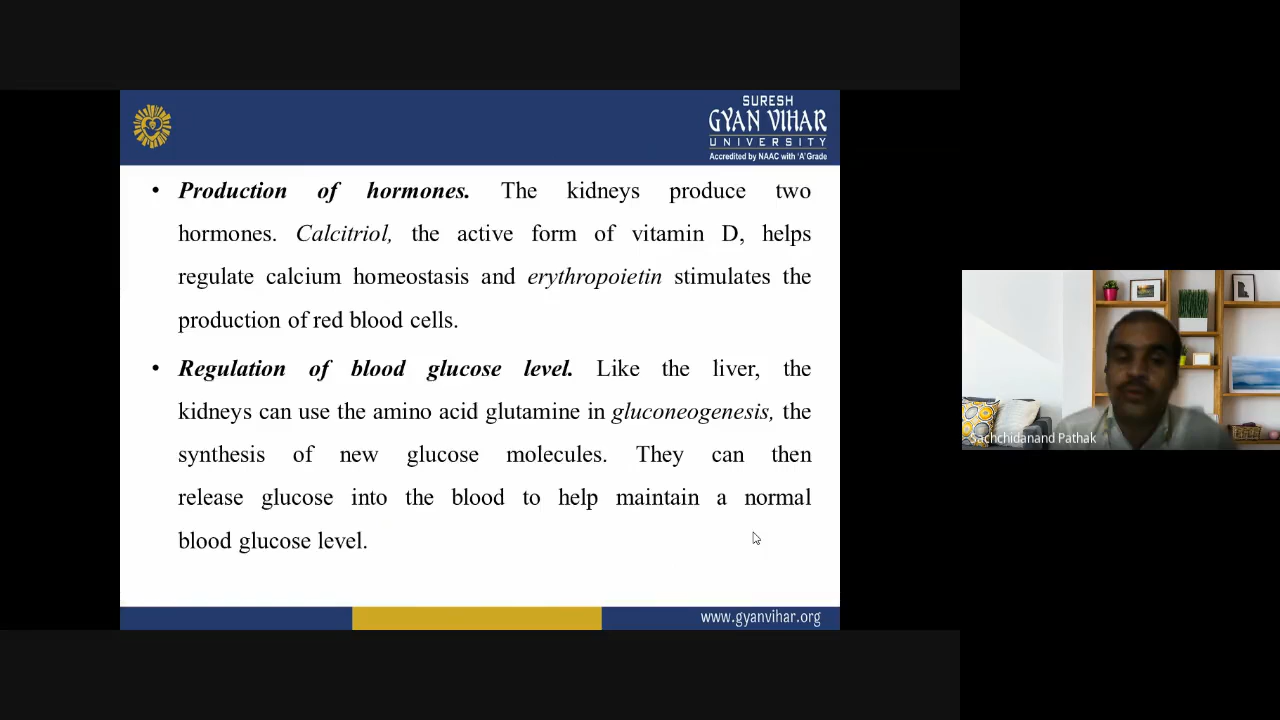 SURESH
GYAN VIHAR
UNIVERSITY
Accredited by NAAC with 'A' Grade
• Production of hormones. The kidneys produce two
hormones. Calcitriol, the active form of vitamin D, helps
regulate calcium homeostasis and erythropoietin stimulates the
production of red blood cells.
• Regulation of blood glucose level. Like the liver, the
kidneys can use the amino acid glutamine in gluconeogenesis, the
synthesis of new glucose molecules. They can then
release glucose into the blood to help maintain a normal
blood glucose level.
www.gyanvihar.org
Sachchidanand Pathak